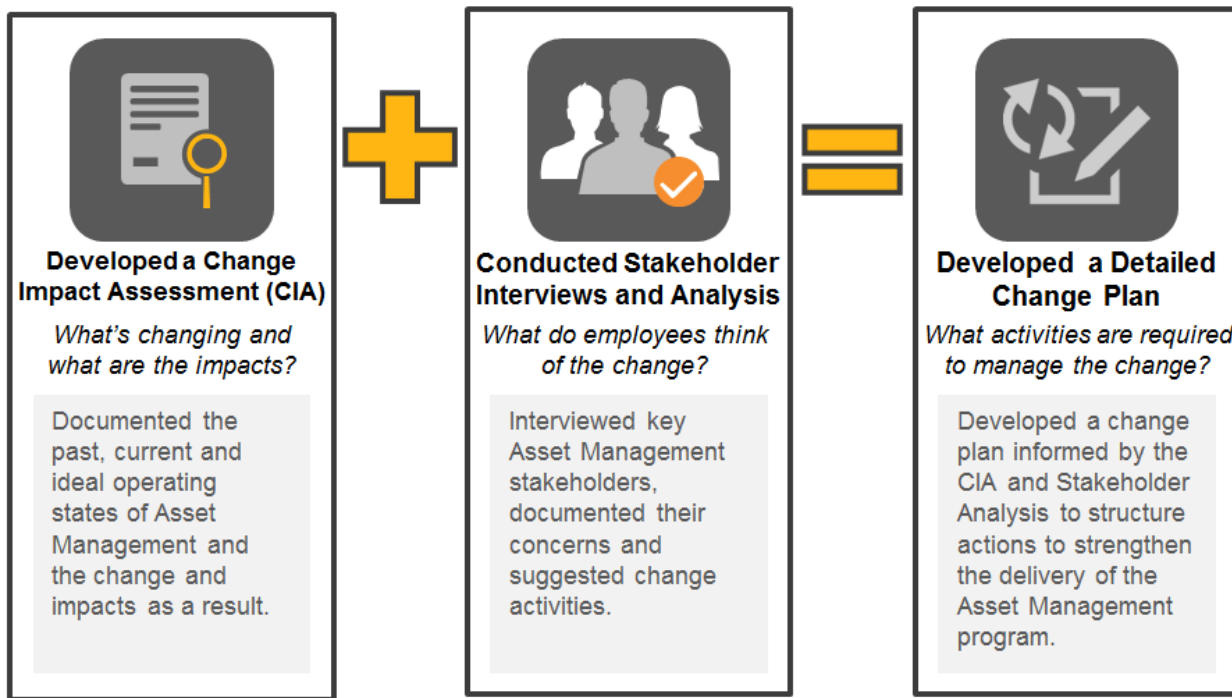 Developed a Change
Impact Assessment (CIA)
What's changing and
what are the impacts?
Documented the
past, current and
ideal operating
states of Asset
Management and
the change and
impacts as a result.
Conducted Stakeholder
Interviews and Analysis
What do employees think
of the change?
Interviewed key
Asset Management
stakeholders,
documented their
concerns and
suggested change
activities.
Developed a Detailed
Change Plan
What activities are required
to manage the change?
Developed a change
plan informed by the
CIA and Stakeholder
Analysis to structure
actions to strengthen
the delivery of the
Asset Management
program.